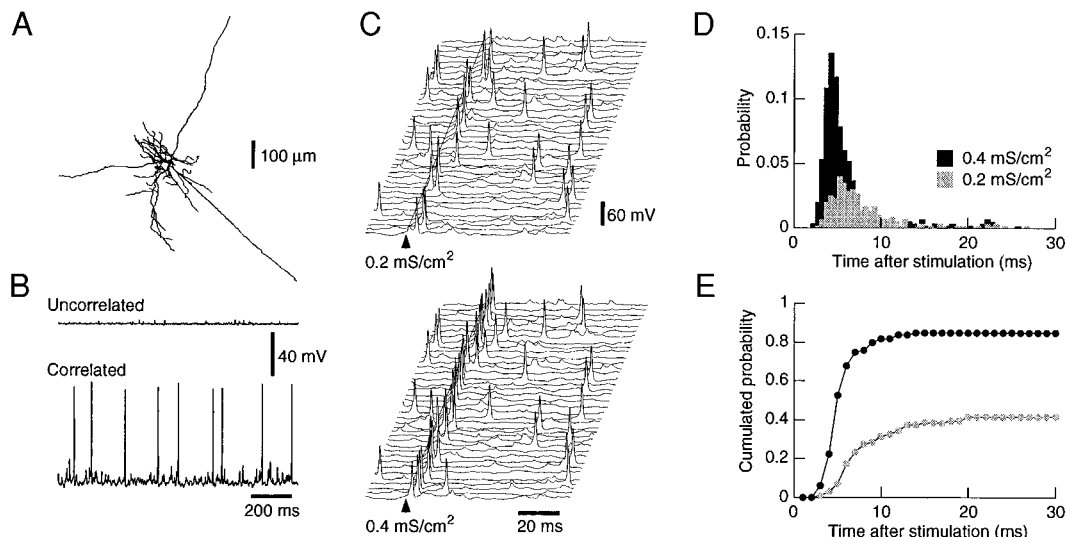 A
100 μm
B
Uncorrelated
40 mV
Correlated
200 ms
C
60 mV
0.2 mS/cm²
0.4 mS/cm²
20 ms
D
0.15
0.1
0.05
0
Probability
0.4 mS/cm²
0.2 mS/cm²
0 10 20 30
Time after stimulation (ms)
E
1
0.8
0.6
0.4
0.2
0
Cumulated probability
0 10 20 30
Time after stimulation (ms)